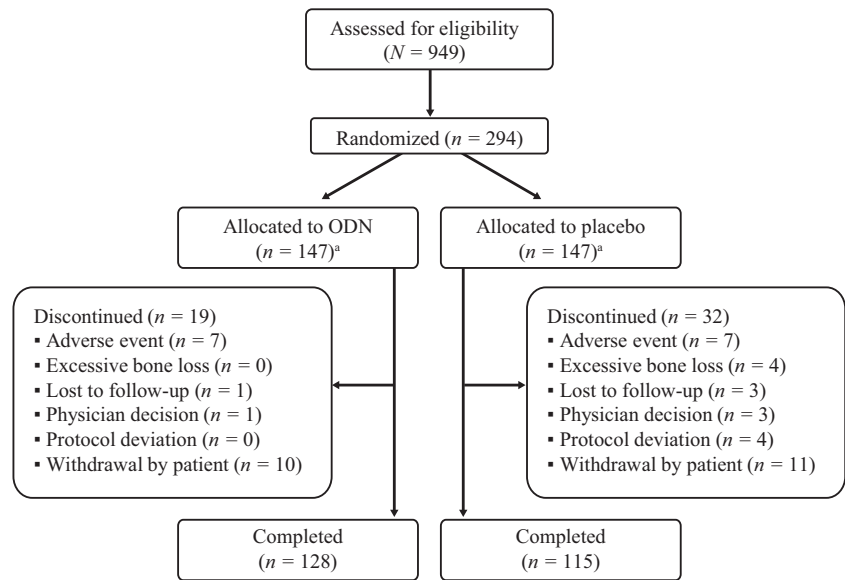 Assessed for eligibility
(N = 949)
Randomized (n = 294)
Allocated to ODN
(n = 147)ᵃ
Allocated to placebo
(n = 147)ᵃ
Discontinued (n = 19)
▪ Adverse event (n = 7)
▪ Excessive bone loss (n = 0)
▪ Lost to follow-up (n = 1)
▪ Physician decision (n = 1)
▪ Protocol deviation (n = 0)
▪ Withdrawal by patient (n = 10)
Discontinued (n = 32)
▪ Adverse event (n = 7)
▪ Excessive bone loss (n = 4)
▪ Lost to follow-up (n = 3)
▪ Physician decision (n = 3)
▪ Protocol deviation (n = 4)
▪ Withdrawal by patient (n = 11)
Completed
(n = 128)
Completed
(n = 115)